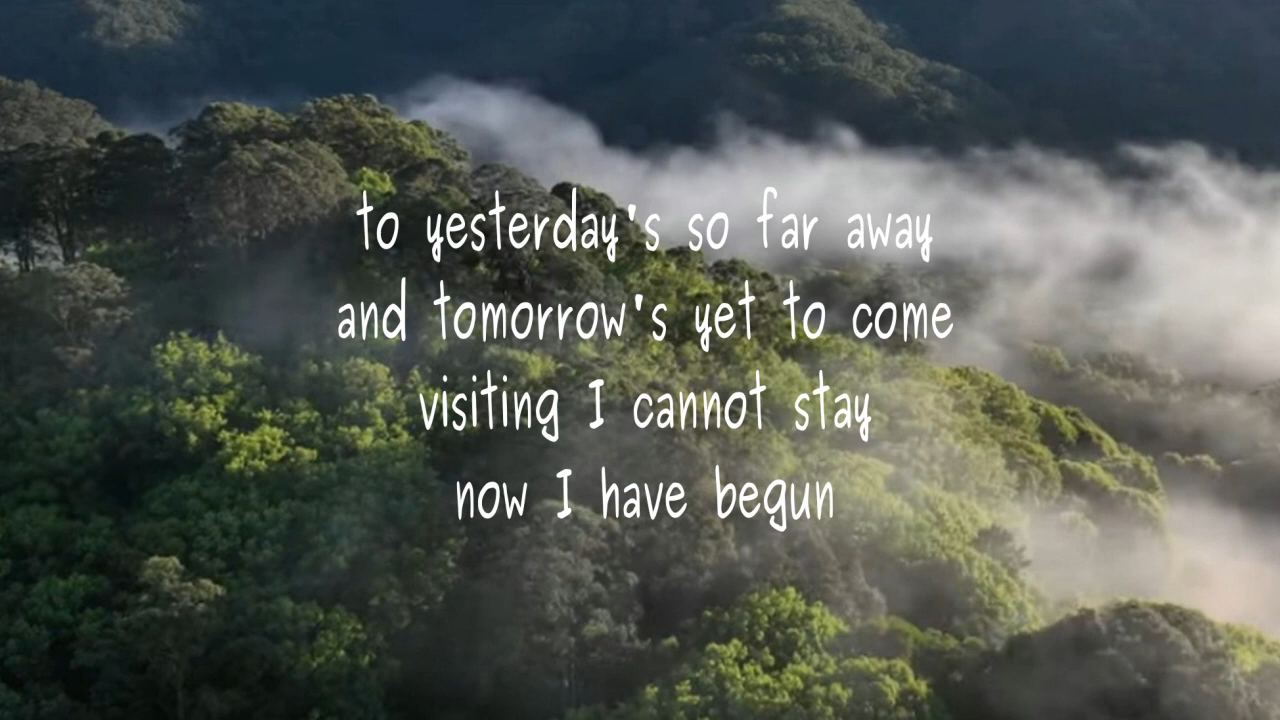 to yesterday's so far away
and tomorrow's yet to come
visiting I cannot stay
now I have begun